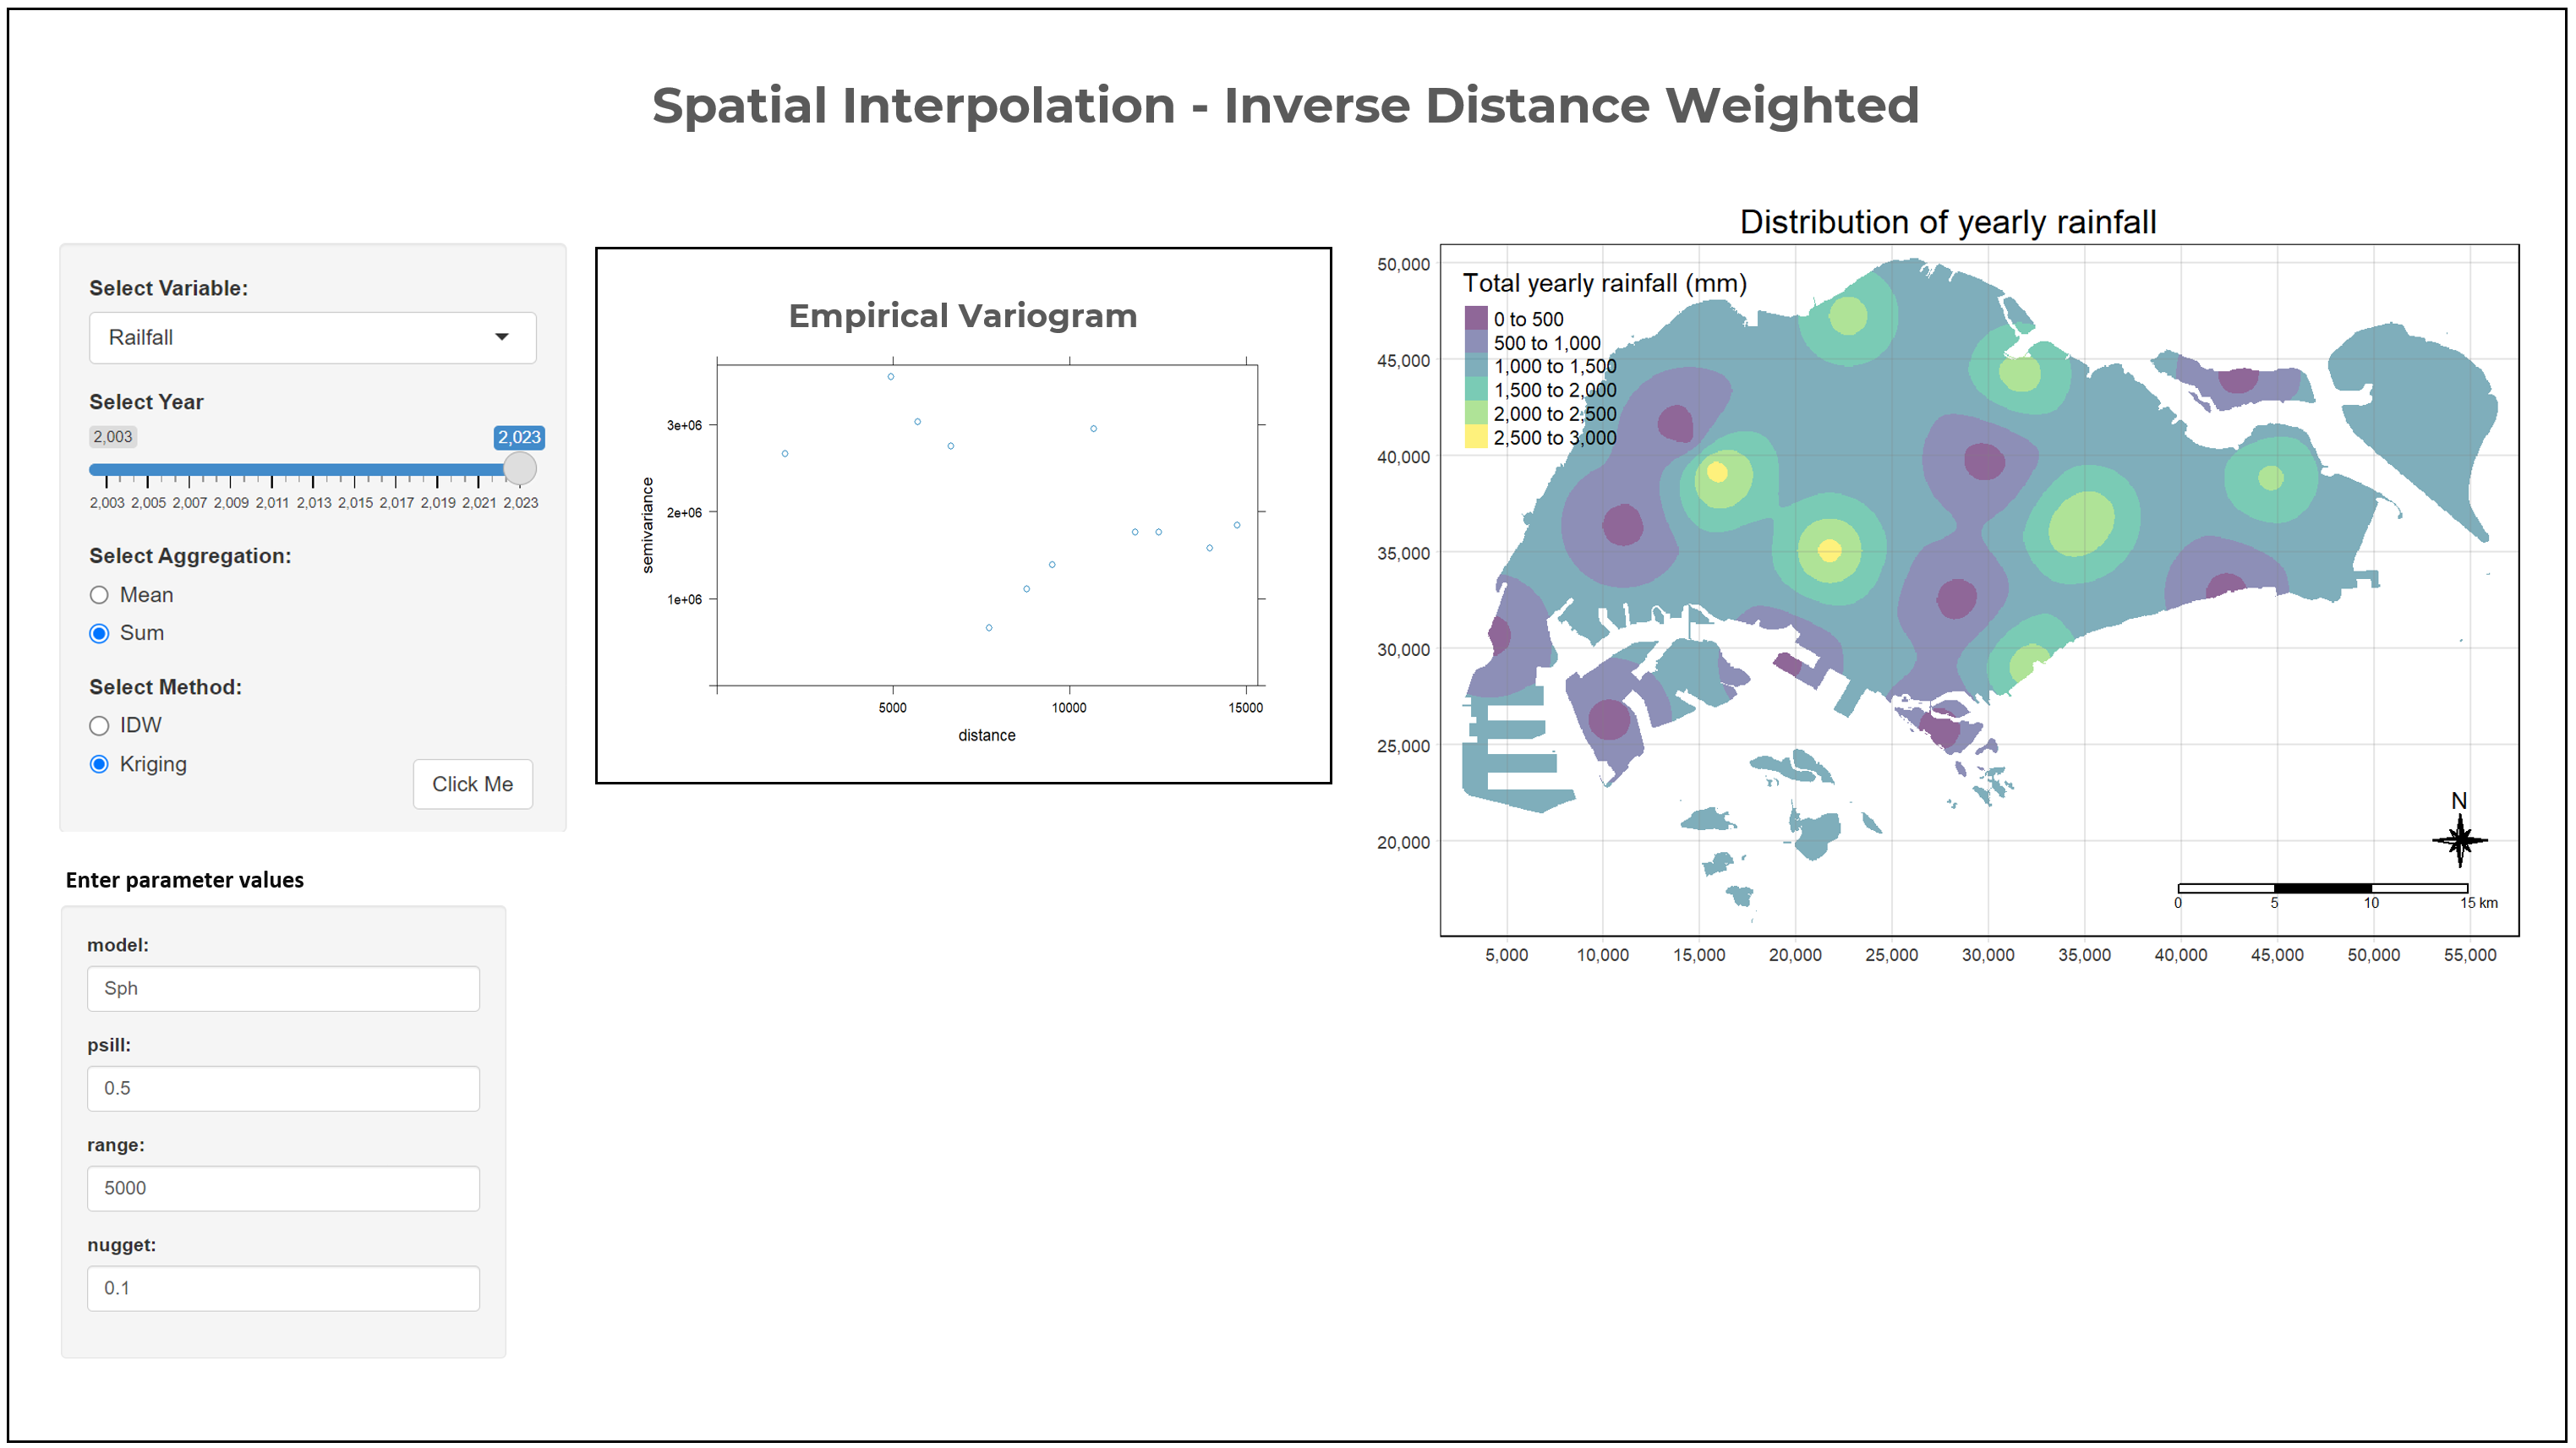 Spatial Interpolation - Inverse Distance Weighted
Select Variable:
Railfall
Select Year
2,003
2,023
2,003 2,005 2,007 2,009 2,011 2,013 2,015 2,017 2,019 2,021 2,023
Select Aggregation:
Mean
Sum
Select Method:
IDW
Kriging
Click Me
Enter parameter values
model:
Sph
psill:
0.5
range:
5000
nugget:
0.1
Empirical Variogram
semivariance
3e+06
2e+06
1e+06
5000 10000 15000
distance
Distribution of yearly rainfall
Total yearly rainfall (mm)
0 to 500
500 to 1,000
1,000 to 1,500
1,500 to 2,000
2,000 to 2,500
2,500 to 3,000
50,000
45,000
40,000
35,000
30,000
25,000
20,000
N
0 5 10 15 km
5,000 10,000 15,000 20,000 25,000 30,000 35,000 40,000 45,000 50,000 55,000